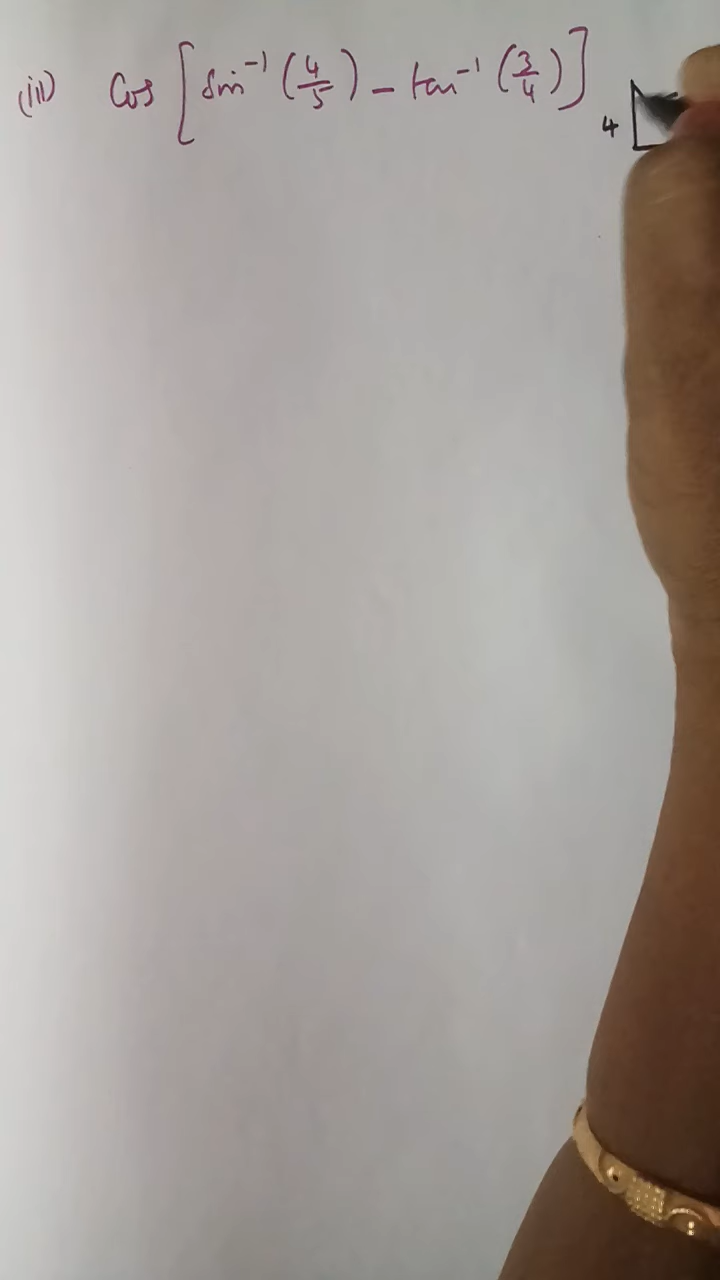 (iii) Cos [sin⁻¹ (4/5) - tan⁻¹ (3/4)]
4